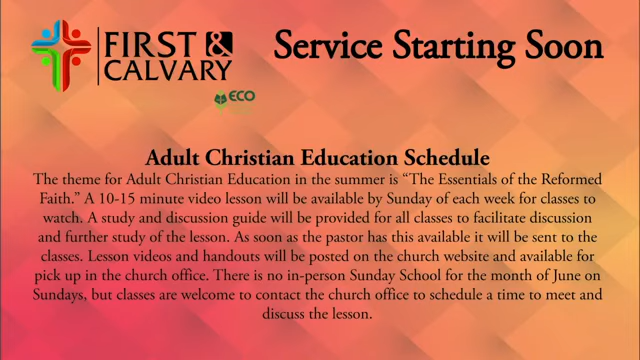 FIRST &
CALVARY
ECO
Service Starting Soon
Adult Christian Education Schedule
The theme for Adult Christian Education in the summer is “The Essentials of the Reformed
Faith.” A 10-15 minute video lesson will be available by Sunday of each week for classes to
watch. A study and discussion guide will be provided for all classes to facilitate discussion
and further study of the lesson. As soon as the pastor has this available it will be sent to the
classes. Lesson videos and handouts will be posted on the church website and available for
pick up in the church office. There is no in-person Sunday School for the month of June on
Sundays, but classes are welcome to contact the church office to schedule a time to meet and
discuss the lesson.